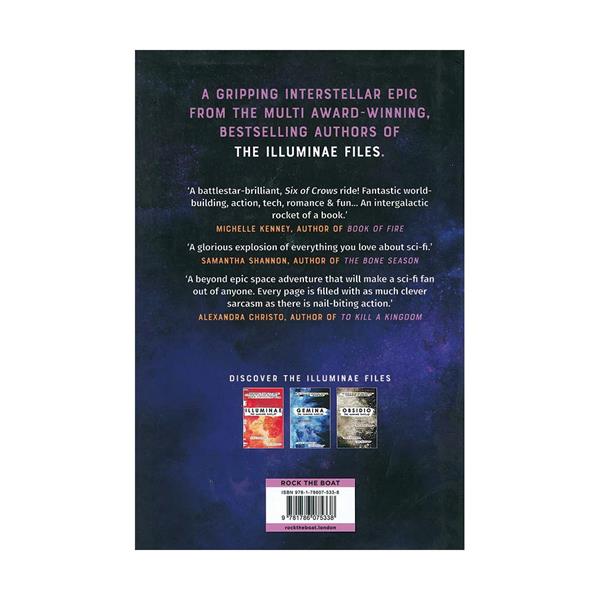 A GRIPPING INTERSTELLAR EPIC
FROM THE MULTI AWARD-WINNING,
BESTSELLING AUTHORS OF
THE ILLUMINAE FILES.
‘A battlestar-brilliant, Six of Crows ride! Fantastic world-
building, action, tech, romance & fun... An intergalactic
rocket of a book.’
MICHELLE KENNEY, AUTHOR OF BOOK OF FIRE
‘A glorious explosion of everything you love about sci-fi.’
SAMANTHA SHANNON, AUTHOR OF THE BONE SEASON
‘A beyond epic space adventure that will make a sci-fi fan
out of anyone. Every page is filled with as much clever
sarcasm as there is nail-biting action.’
ALEXANDRA CHRISTO, AUTHOR OF TO KILL A KINGDOM
DISCOVER THE ILLUMINAE FILES
ILLUMINAE
GEMINA
OBSIDIO
ROCK THE BOAT
ISBN 978-1-78607-533-8
9 781786 075338
rocktheboat.london